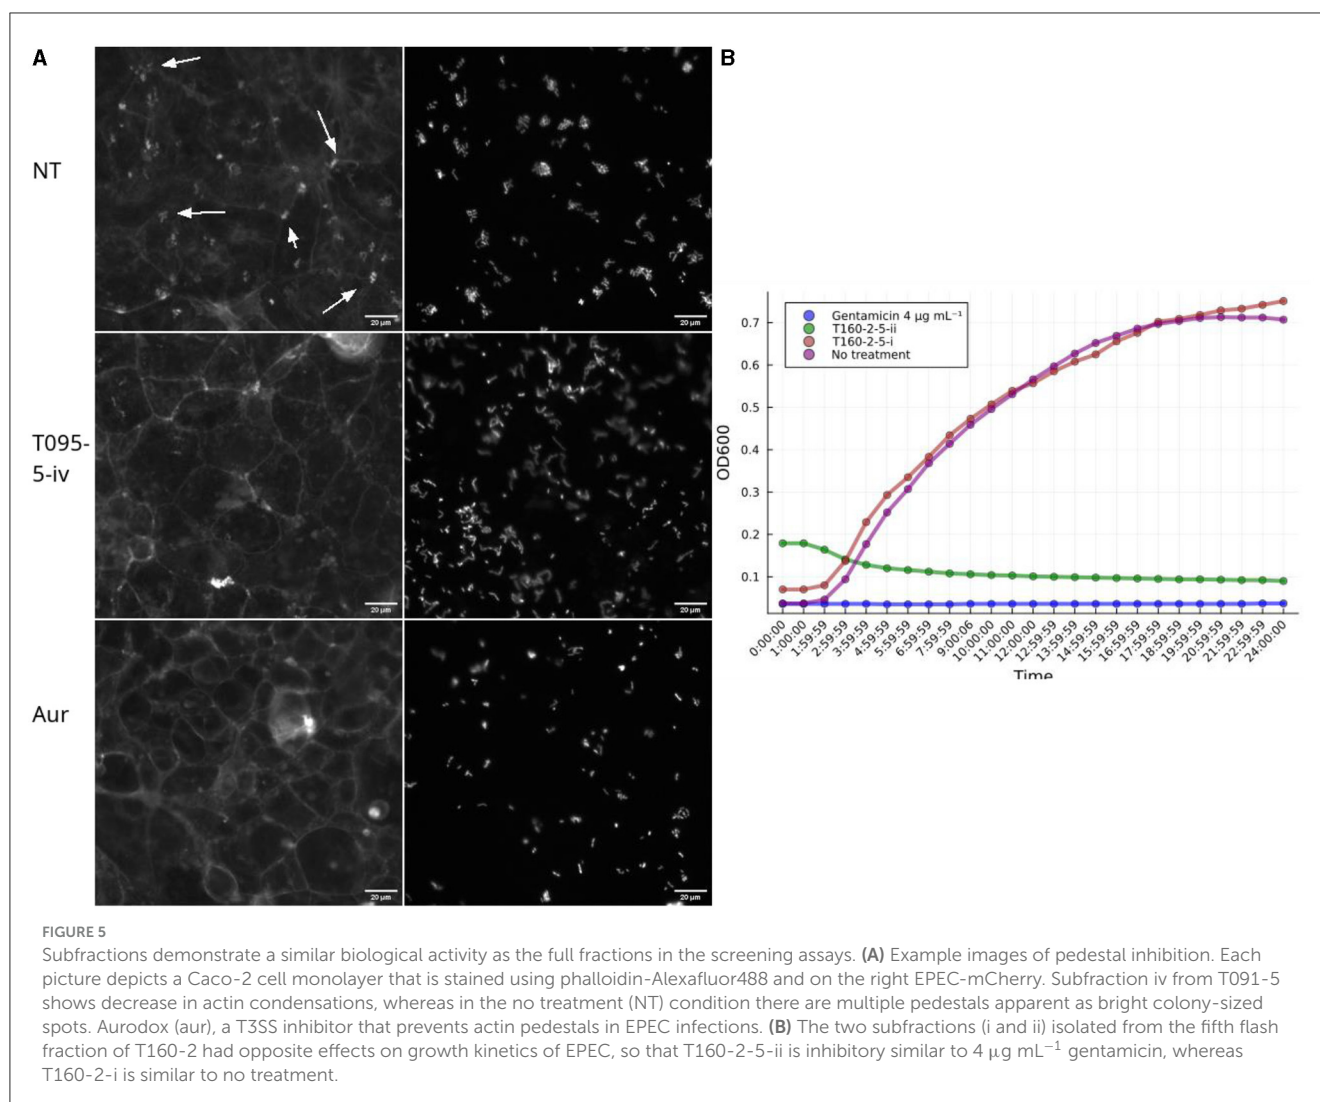 A
B
NT
20 µm
20 µm
T095-
5-iv
20 µm
20 µm
Aur
20 µm
20 µm
OD600
0.7
0.6
0.5
0.4
0.3
0.2
0.1
Gentamicin 4 µg mL⁻¹
T160-2-5-ii
T160-2-5-i
No treatment
0:00:00
1:00:00
1:59:59
2:59:59
3:59:59
4:59:59
5:59:59
6:59:59
7:59:59
9:00:06
10:00:00
11:00:00
12:00:00
12:59:59
13:59:59
14:59:59
15:59:59
16:59:59
17:59:59
18:59:59
19:59:59
20:59:59
21:59:59
22:59:59
24:00:00
Time
FIGURE 5
Subfractions demonstrate a similar biological activity as the full fractions in the screening assays. (A) Example images of pedestal inhibition. Each
picture depicts a Caco-2 cell monolayer that is stained using phalloidin-Alexafluor488 and on the right EPEC-mCherry. Subfraction iv from T091-5
shows decrease in actin condensations, whereas in the no treatment (NT) condition there are multiple pedestals apparent as bright colony-sized
spots. Aurodox (aur), a T3SS inhibitor that prevents actin pedestals in EPEC infections. (B) The two subfractions (i and ii) isolated from the fifth flash
fraction of T160-2 had opposite effects on growth kinetics of EPEC, so that T160-2-5-ii is inhibitory similar to 4 µg mL⁻¹ gentamicin, whereas
T160-2-i is similar to no treatment.